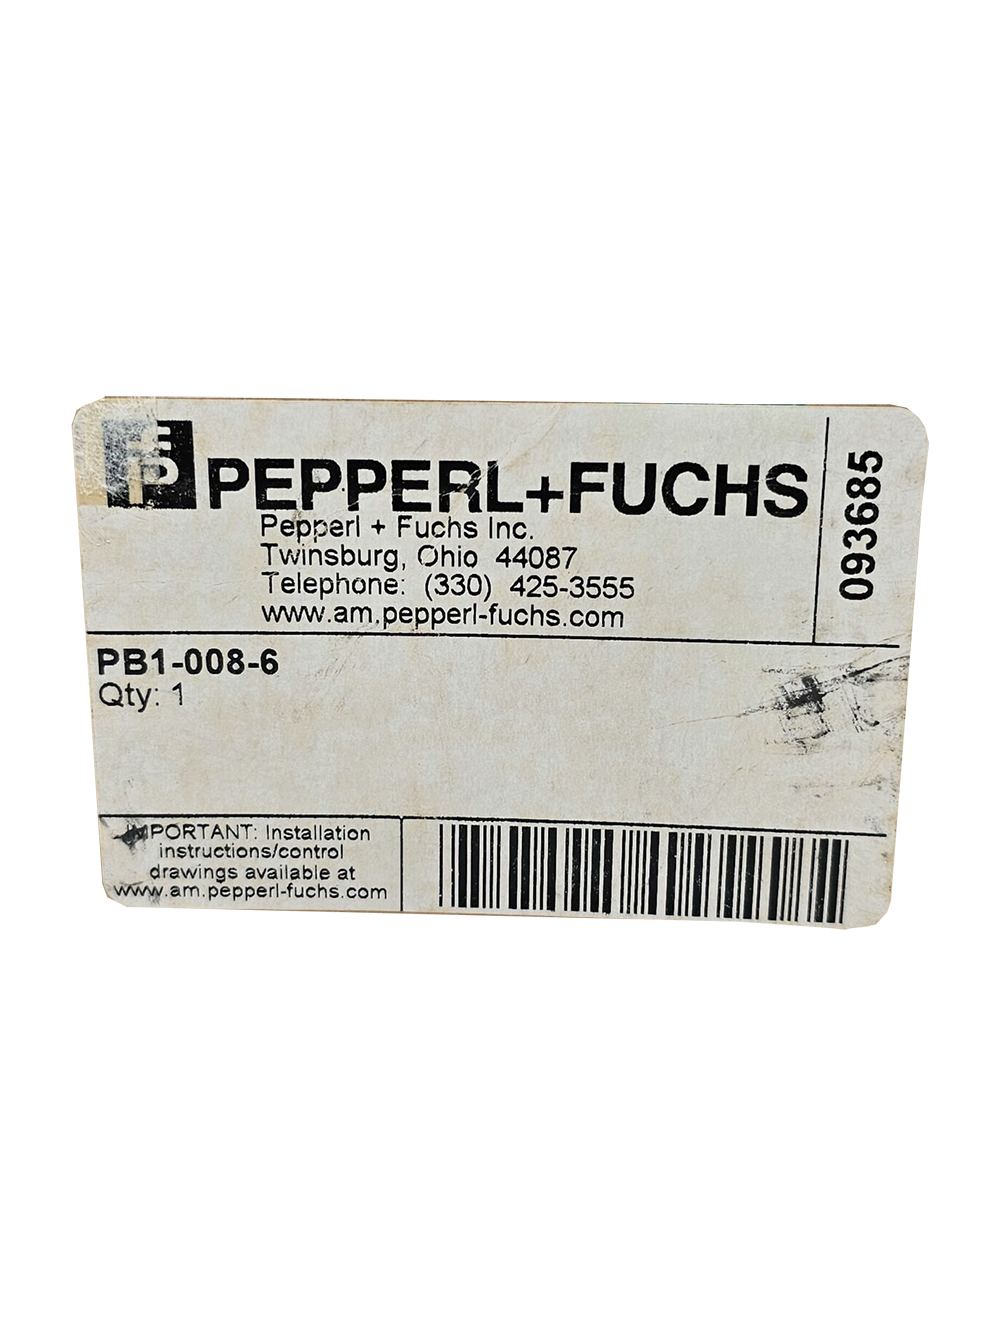 PEPPERL+FUCHS
Pepperl + Fuchs Inc.
Twinsburg, Ohio 44087
Telephone: (330) 425-3555
www.am.pepperl-fuchs.com
093685
PB1-008-6
Qty: 1
IMPORTANT: Installation
instructions/control
drawings available at
www.am.pepperl-fuchs.com